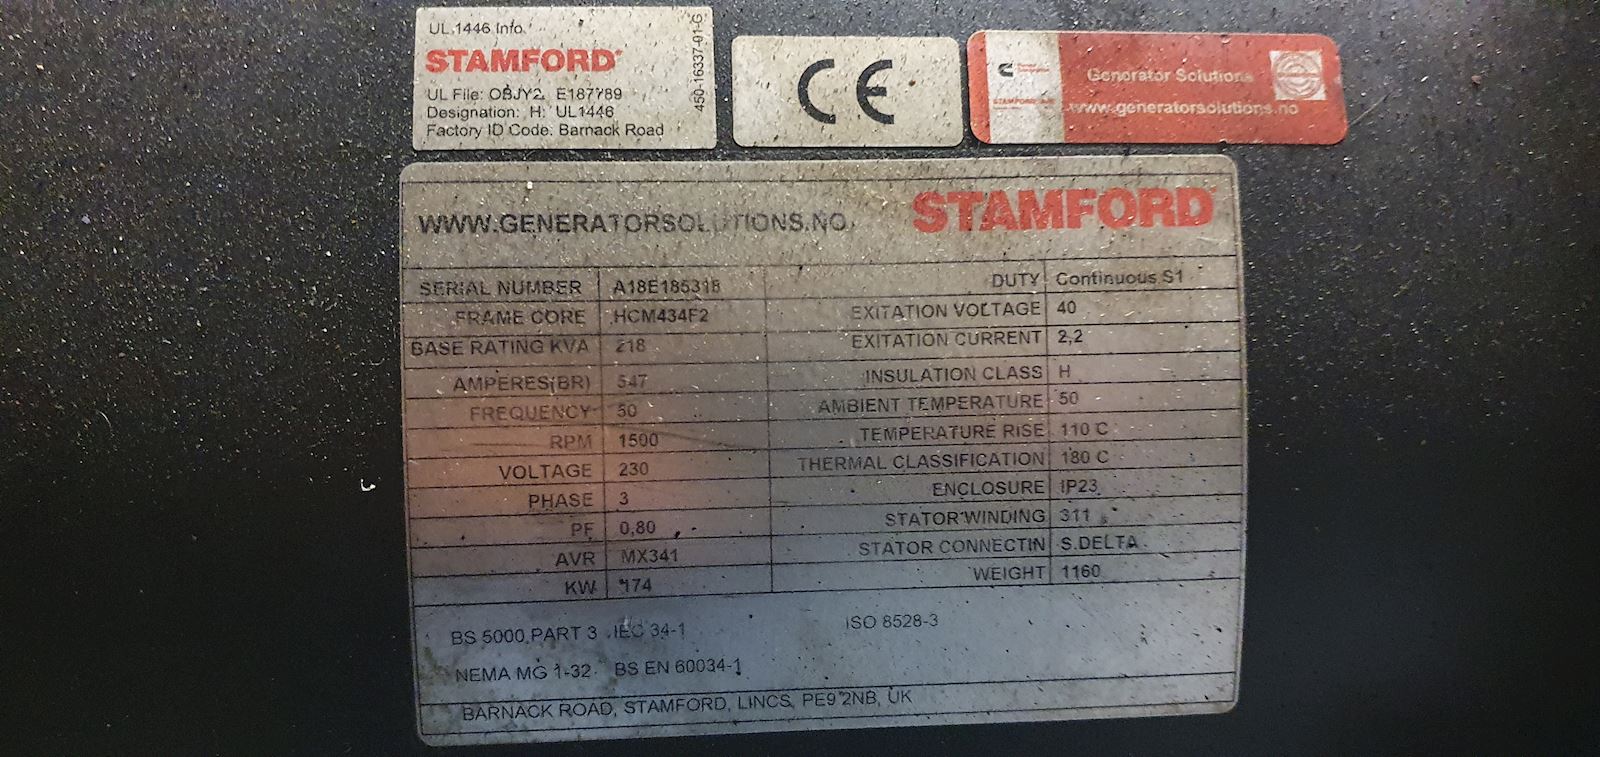 UL 1446 Info
STAMFORD
UL File: OBJY2. E187789
Designation: H: UL1446
Factory ID Code: Barnack Road
450-16337-01-G
CE
Generator Solutions
www.generatorsolutions.no
WWW.GENERATORSOLUTIONS.NO
STAMFORD
SERIAL NUMBER A18E185318 DUTY Continuous S1
FRAME CORE HCM434F2 EXITATION VOLTAGE 40
BASE RATING KVA 218 EXITATION CURRENT 2,2
AMPERES(BR) 547 INSULATION CLASS H
FREQUENCY 50 AMBIENT TEMPERATURE 50
RPM 1500 TEMPERATURE RISE 110 C
VOLTAGE 230 THERMAL CLASSIFICATION 180 C
PHASE 3 ENCLOSURE IP23
PF 0,80 STATOR WINDING 311
AVR MX341 STATOR CONNECTIN S.DELTA
KW 174 WEIGHT 1160
BS 5000 PART 3 IEC 34-1 ISO 8528-3
NEMA MG 1-32 BS EN 60034-1
BARNACK ROAD, STAMFORD, LINCS, PE9 2NB, UK